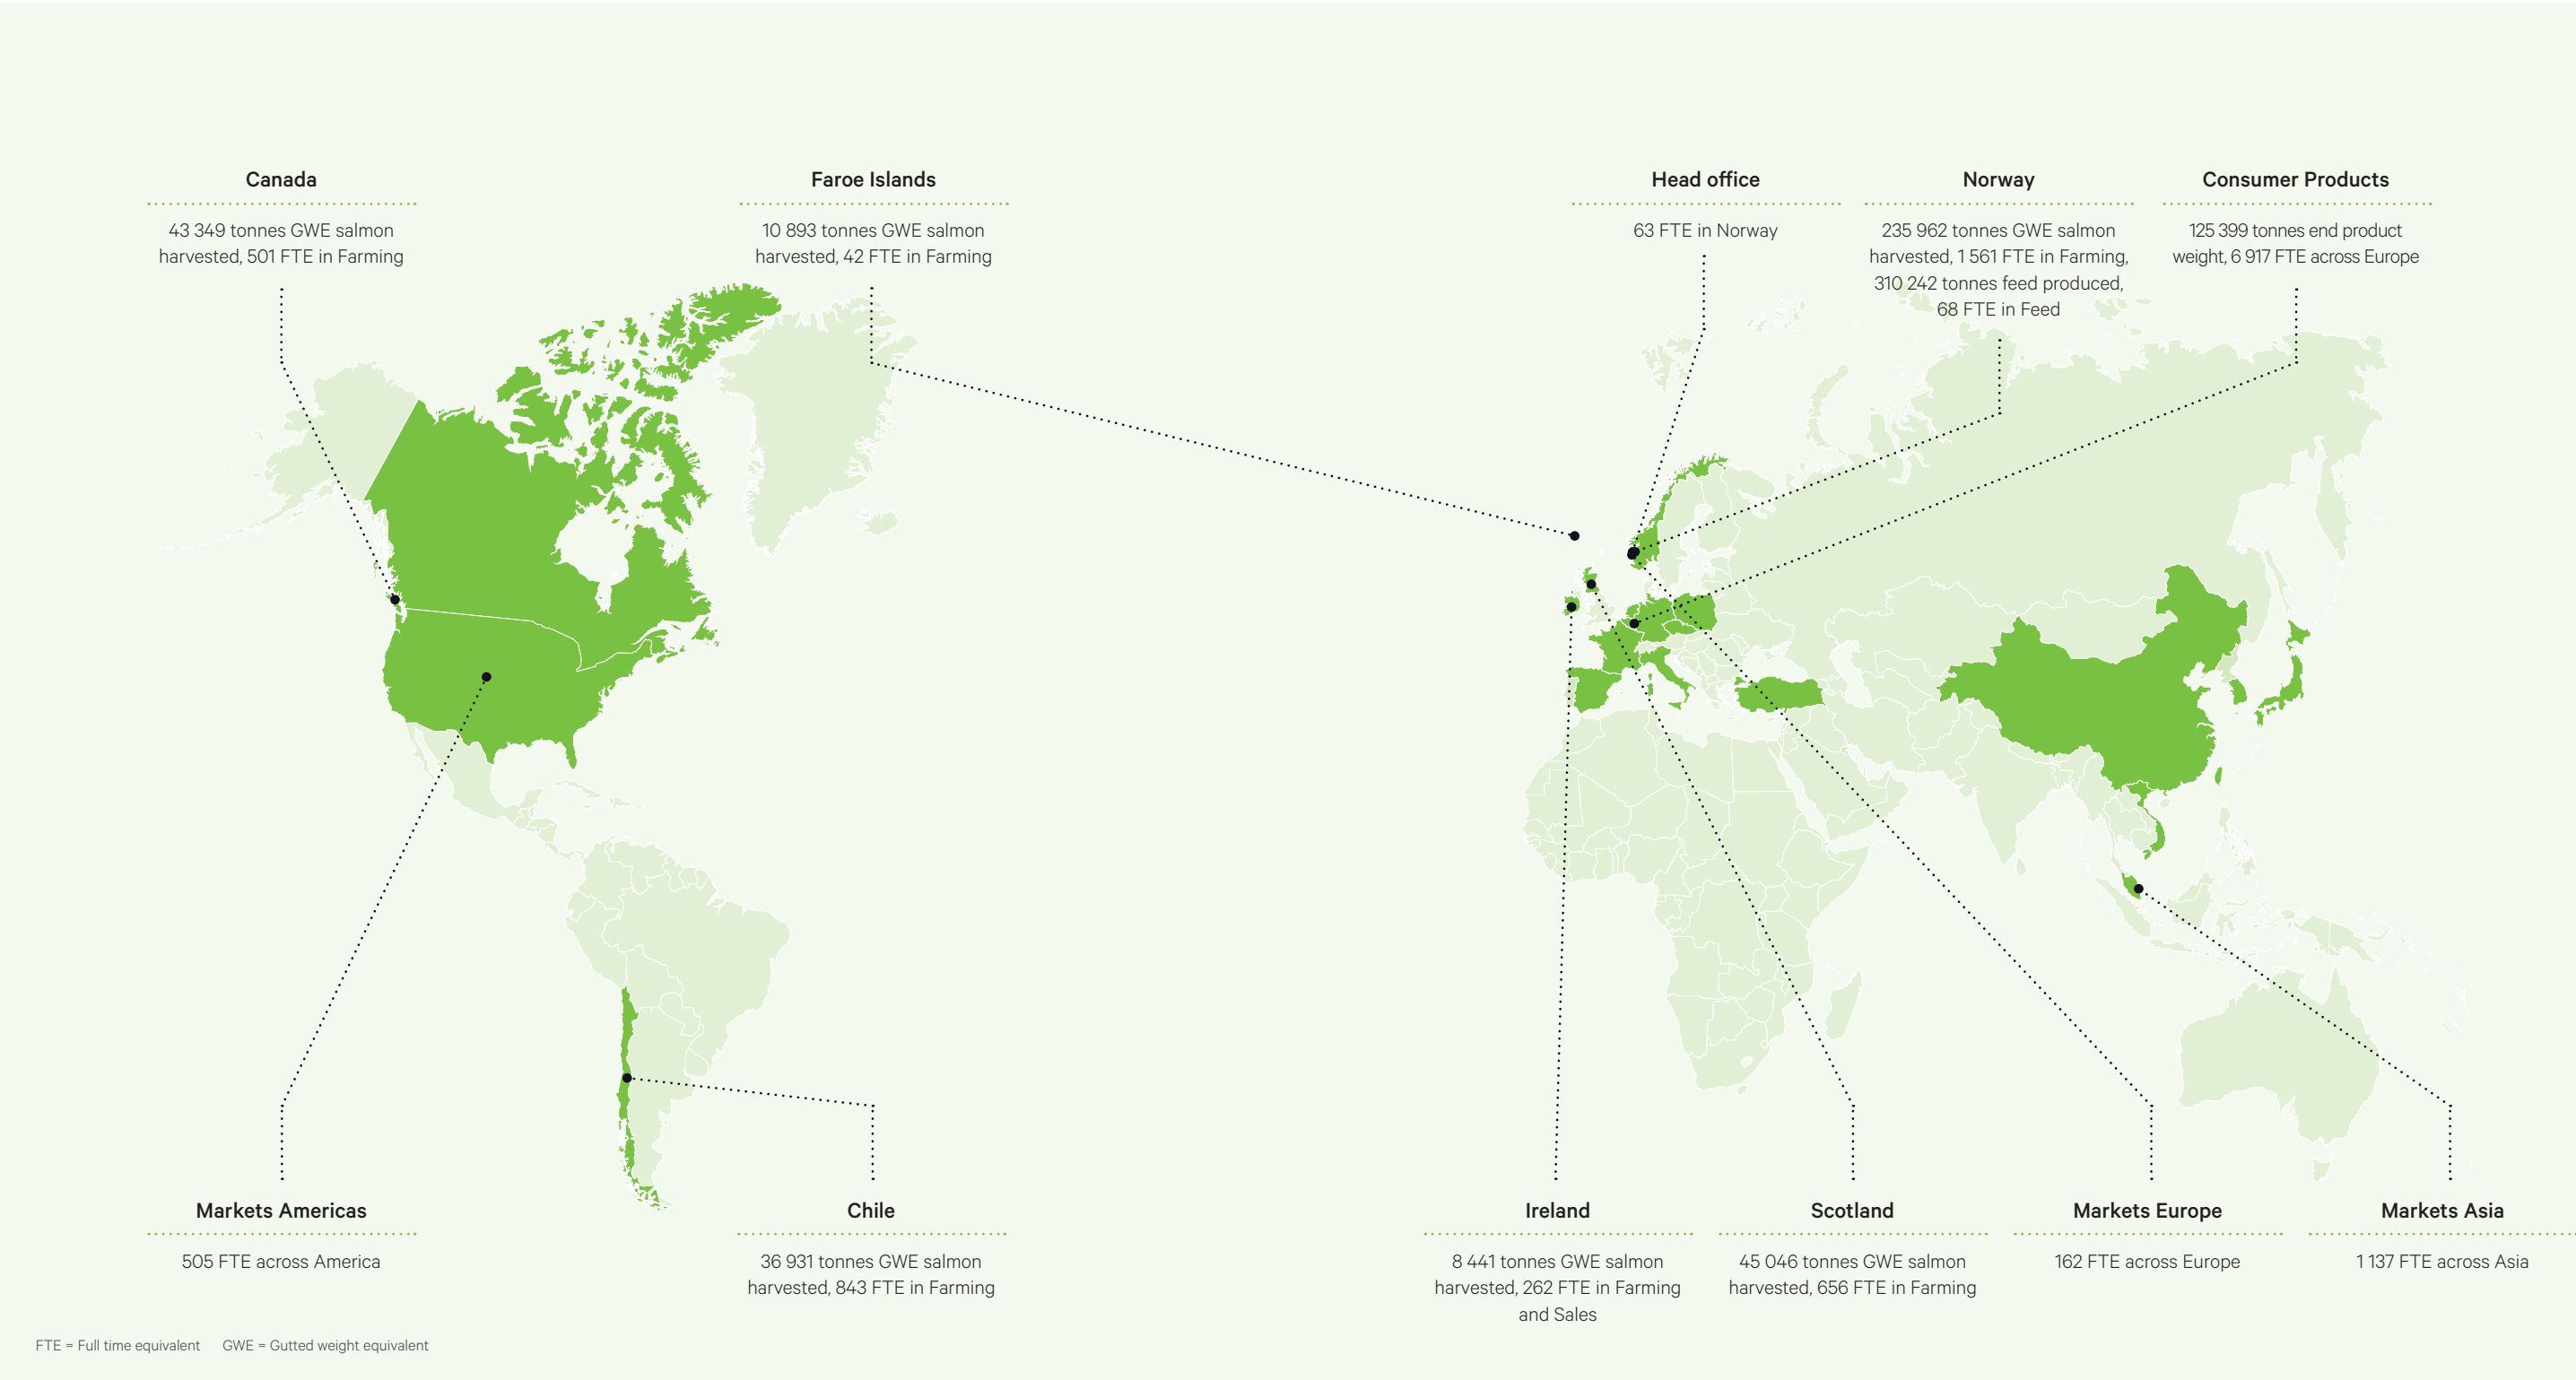 Canada
43 349 tonnes GWE salmon
harvested, 501 FTE in Farming
Faroe Islands
10 893 tonnes GWE salmon
harvested, 42 FTE in Farming
Head office
63 FTE in Norway
Norway
235 962 tonnes GWE salmon
harvested, 1 561 FTE in Farming,
310 242 tonnes feed produced,
68 FTE in Feed
Consumer Products
125 399 tonnes end product
weight, 6 917 FTE across Europe
Markets Americas
505 FTE across America
Chile
36 931 tonnes GWE salmon
harvested, 843 FTE in Farming
Ireland
8 441 tonnes GWE salmon
harvested, 262 FTE in Farming
and Sales
Scotland
45 046 tonnes GWE salmon
harvested, 656 FTE in Farming
Markets Europe
162 FTE across Europe
Markets Asia
1 137 FTE across Asia
FTE = Full time equivalent GWE = Gutted weight equivalent